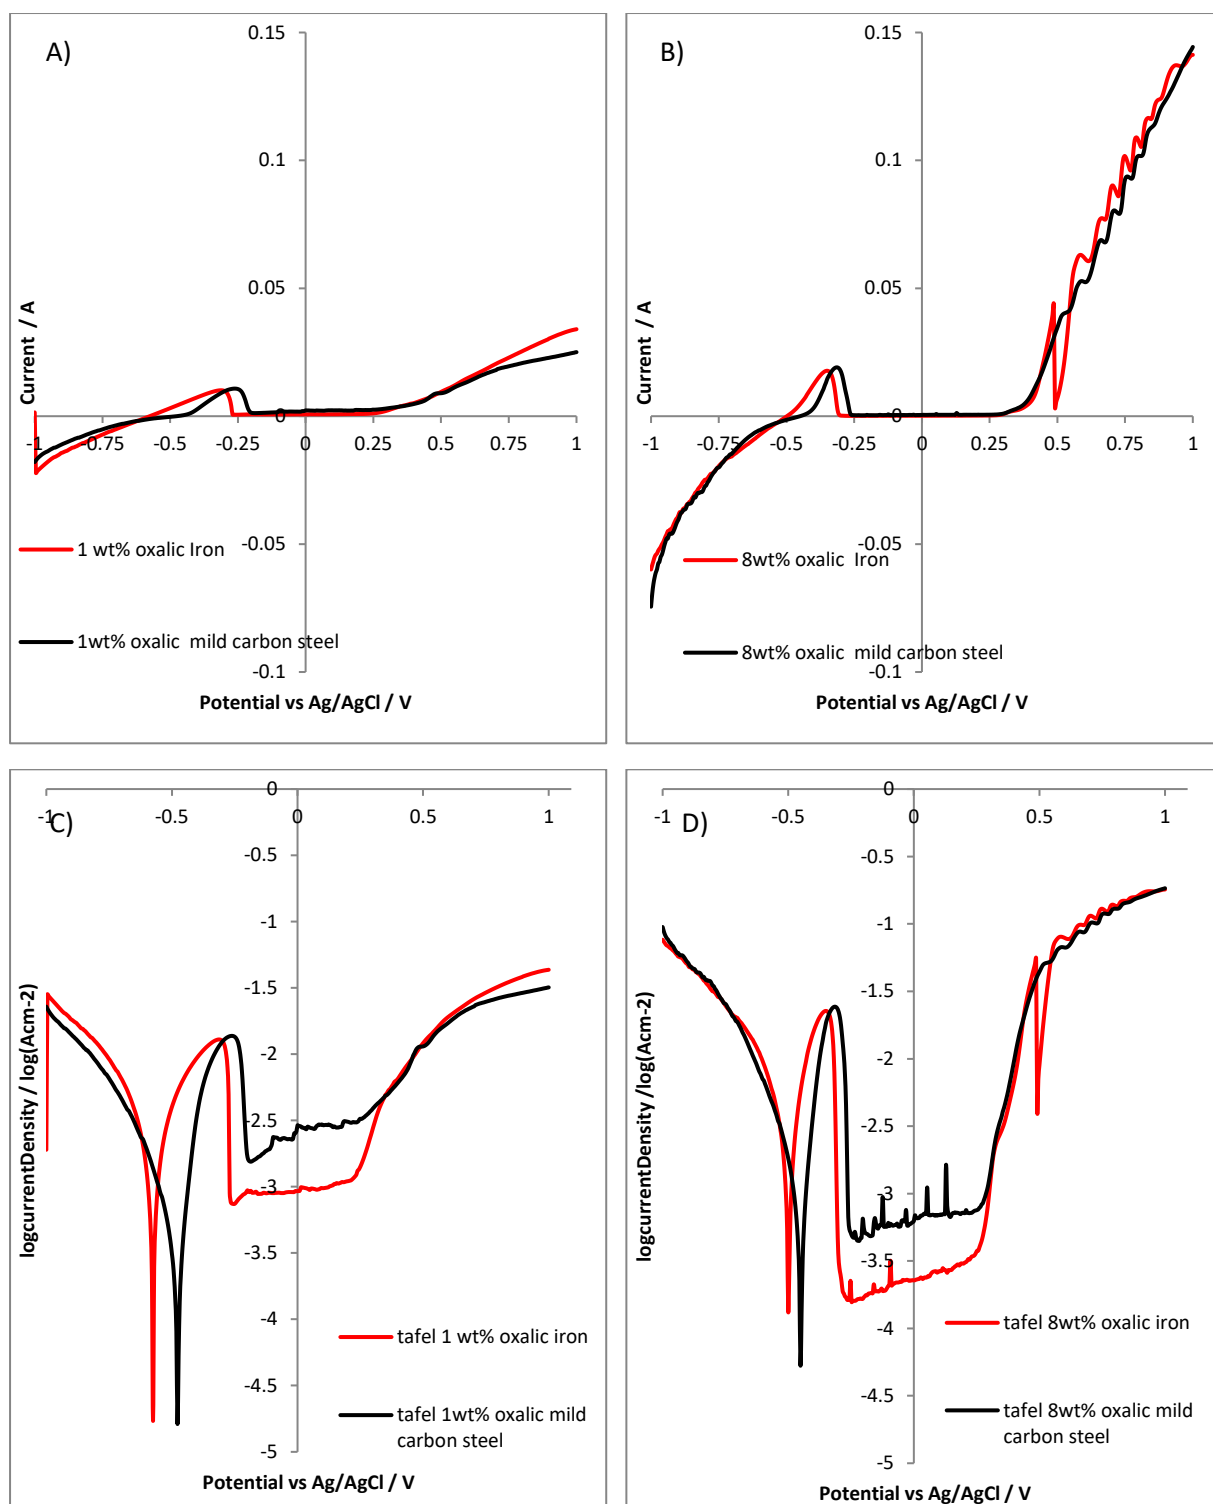 A)
0.15
0.1
0.05
0
-0.05
-0.1
-1
-0.75
-0.5
-0.25
0
0.25
0.5
0.75
1
Current / A
1 wt% oxalic Iron
1wt% oxalic mild carbon steel
Potential vs Ag/AgCl / V
B)
0.15
0.1
0.05
0
-0.05
-0.1
-1
-0.75
-0.5
-0.25
0
0.25
0.5
0.75
1
Current / A
8wt% oxalic Iron
8wt% oxalic mild carbon steel
Potential vs Ag/AgCl / V
C)
0
-0.5
-1
-1.5
-2
-2.5
-3
-3.5
-4
-4.5
-5
-1
-0.5
0
0.5
1
logcurrentDensity / log(Acm-2)
tafel 1 wt% oxalic iron
tafel 1wt% oxalic mild
carbon steel
Potential vs Ag/AgCl / V
D)
0
-0.5
-1
-1.5
-2
-2.5
-3
-3.5
-4
-4.5
-5
-1
-0.5
0
0.5
1
logcurrentDensity /log(Acm-2)
tafel 8wt% oxalic iron
tafel 8wt% oxalic mild
carbon steel
Potential vs Ag/AgCl / V